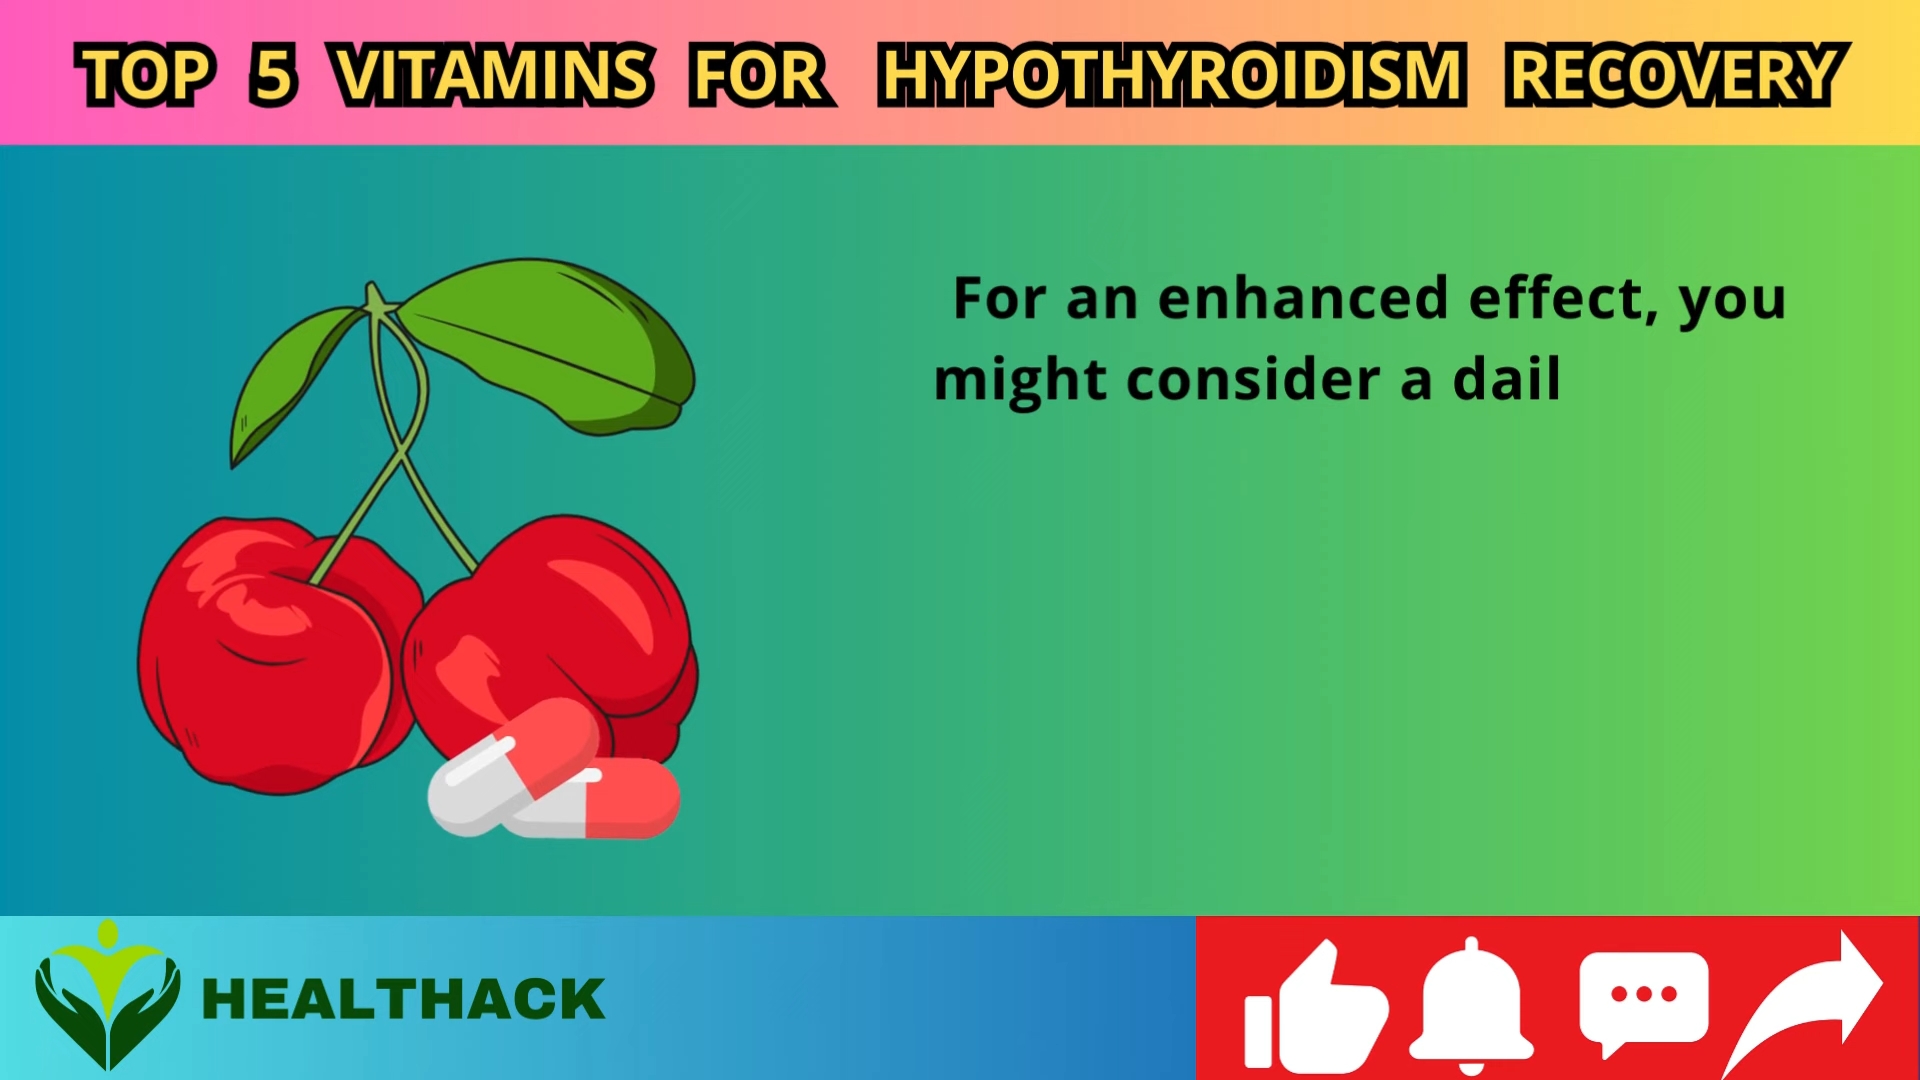 TOP 5 VITAMINS FOR HYPOTHYROIDISM RECOVERY
For an enhanced effect, you
might consider a dail
HEALTHACK